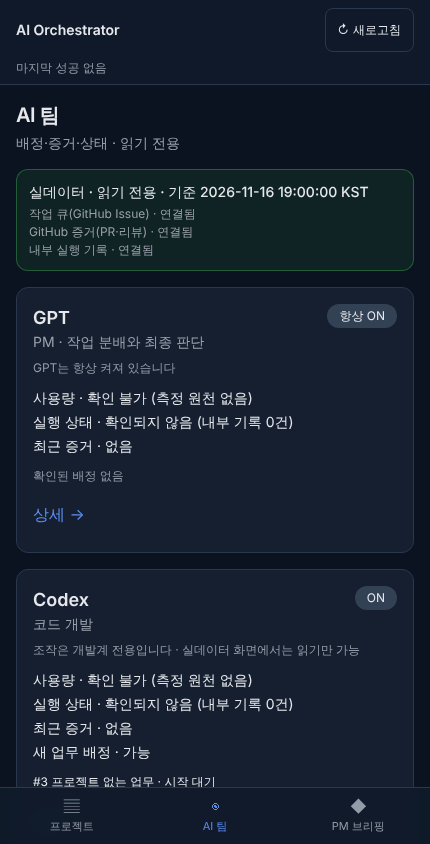 AI Orchestrator
↻ 새로고침
마지막 성공 없음
AI 팀
배정·증거·상태 · 읽기 전용
실데이터 · 읽기 전용 · 기준 2026-11-16 19:00:00 KST
작업 큐(GitHub Issue) · 연결됨
GitHub 증거(PR·리뷰) · 연결됨
내부 실행 기록 · 연결됨
GPT
항상 ON
PM · 작업 분배와 최종 판단
GPT는 항상 켜져 있습니다
사용량 · 확인 불가 (측정 원천 없음)
실행 상태 · 확인되지 않음 (내부 기록 0건)
최근 증거 · 없음
확인된 배정 없음
상세 →
Codex
ON
코드 개발
조작은 개발계 전용입니다 · 실데이터 화면에서는 읽기만 가능
사용량 · 확인 불가 (측정 원천 없음)
실행 상태 · 확인되지 않음 (내부 기록 0건)
최근 증거 · 없음
새 업무 배정 · 가능
#3 프로젝트 없는 업무 · 시작 대기
프로젝트
AI 팀
PM 브리핑